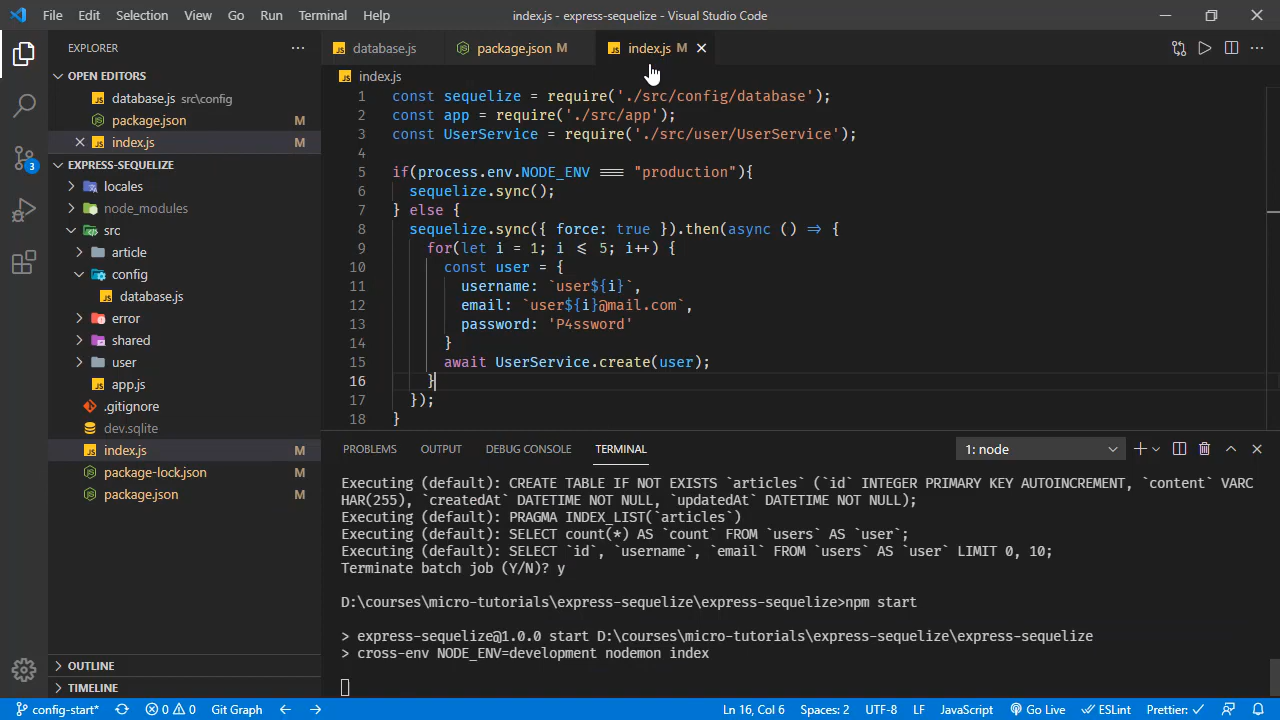 File Edit Selection View Go Run Terminal Help
index.js - express-sequelize - Visual Studio Code
EXPLORER
OPEN EDITORS
database.js src\config
package.json M
index.js M
EXPRESS-SEQUELIZE
locales
node_modules
src
article
config
database.js
error
shared
user
app.js
.gitignore
dev.sqlite
index.js M
package-lock.json M
package.json M
OUTLINE
TIMELINE
3
database.js package.json M index.js M
index.js
1 const sequelize = require('./src/config/database');
2 const app = require('./src/app');
3 const UserService = require('./src/user/UserService');
4
5 if(process.env.NODE_ENV === "production"){
6 sequelize.sync();
7 } else {
8 sequelize.sync({ force: true }).then(async () => {
9 for(let i = 1; i <= 5; i++) {
10 const user = {
11 username: `user${i}`,
12 email: `user${i}@mail.com`,
13 password: 'P4ssword'
14 }
15 await UserService.create(user);
16 }
17 });
18 }
PROBLEMS OUTPUT DEBUG CONSOLE TERMINAL 1: node
Executing (default): CREATE TABLE IF NOT EXISTS `articles` (`id` INTEGER PRIMARY KEY AUTOINCREMENT, `content` VARC
HAR(255), `createdAt` DATETIME NOT NULL, `updatedAt` DATETIME NOT NULL);
Executing (default): PRAGMA INDEX_LIST(`articles`)
Executing (default): SELECT count(*) AS `count` FROM `users` AS `user`;
Executing (default): SELECT `id`, `username`, `email` FROM `users` AS `user` LIMIT 0, 10;
Terminate batch job (Y/N)? y
D:\courses\micro-tutorials\express-sequelize\express-sequelize>npm start
> express-sequelize@1.0.0 start D:\courses\micro-tutorials\express-sequelize\express-sequelize
> cross-env NODE_ENV=development nodemon index
config-start* 0 0 Git Graph Ln 16, Col 6 Spaces: 2 UTF-8 LF JavaScript Go Live ESLint Prettier: ✓